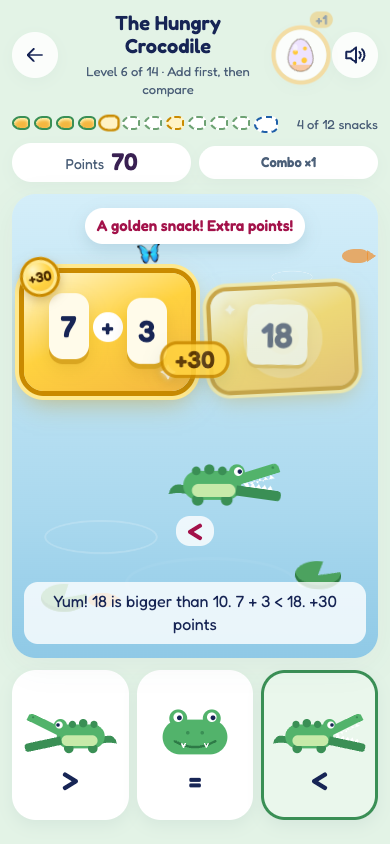 The Hungry
Crocodile
+1
Level 6 of 14 · Add first, then
compare
4 of 12 snacks
Points 70
Combo ×1
A golden snack! Extra points!
+30
7 + 3
18
+30
<
Yum! 18 is bigger than 10. 7 + 3 < 18. +30
points
> = <